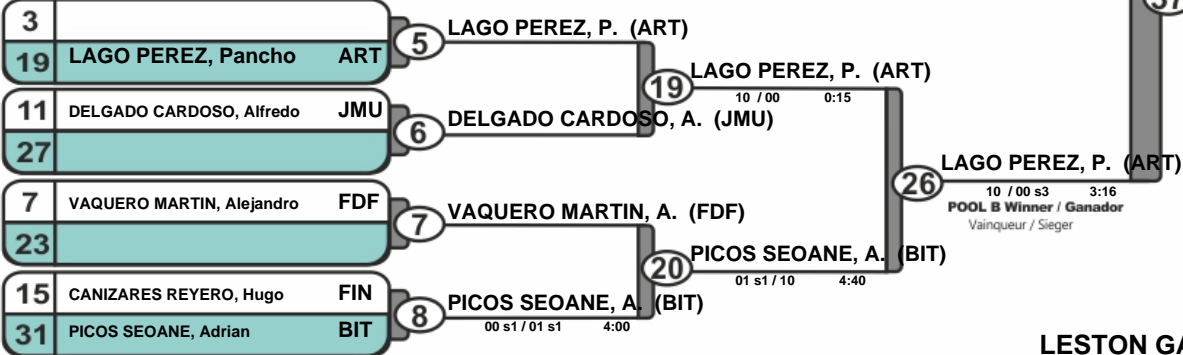 3
19 LAGO PEREZ, Pancho ART
5
LAGO PEREZ, P. (ART)
11 DELGADO CARDOSO, Alfredo JMU
27
6
DELGADO CARDOSO, A. (JMU)
19
LAGO PEREZ, P. (ART)
10 / 00 0:15
7 VAQUERO MARTIN, Alejandro FDF
23
7
VAQUERO MARTIN, A. (FDF)
15 CANIZARES REYERO, Hugo FIN
31 PICOS SEOANE, Adrian BIT
8
PICOS SEOANE, A. (BIT)
00 s1 / 01 s1 4:00
20
PICOS SEOANE, A. (BIT)
01 s1 / 10 4:40
26
LAGO PEREZ, P. (ART)
10 / 00 s3 3:16
POOL B Winner / Ganador
Vainqueur / Sieger
37
LESTON GA